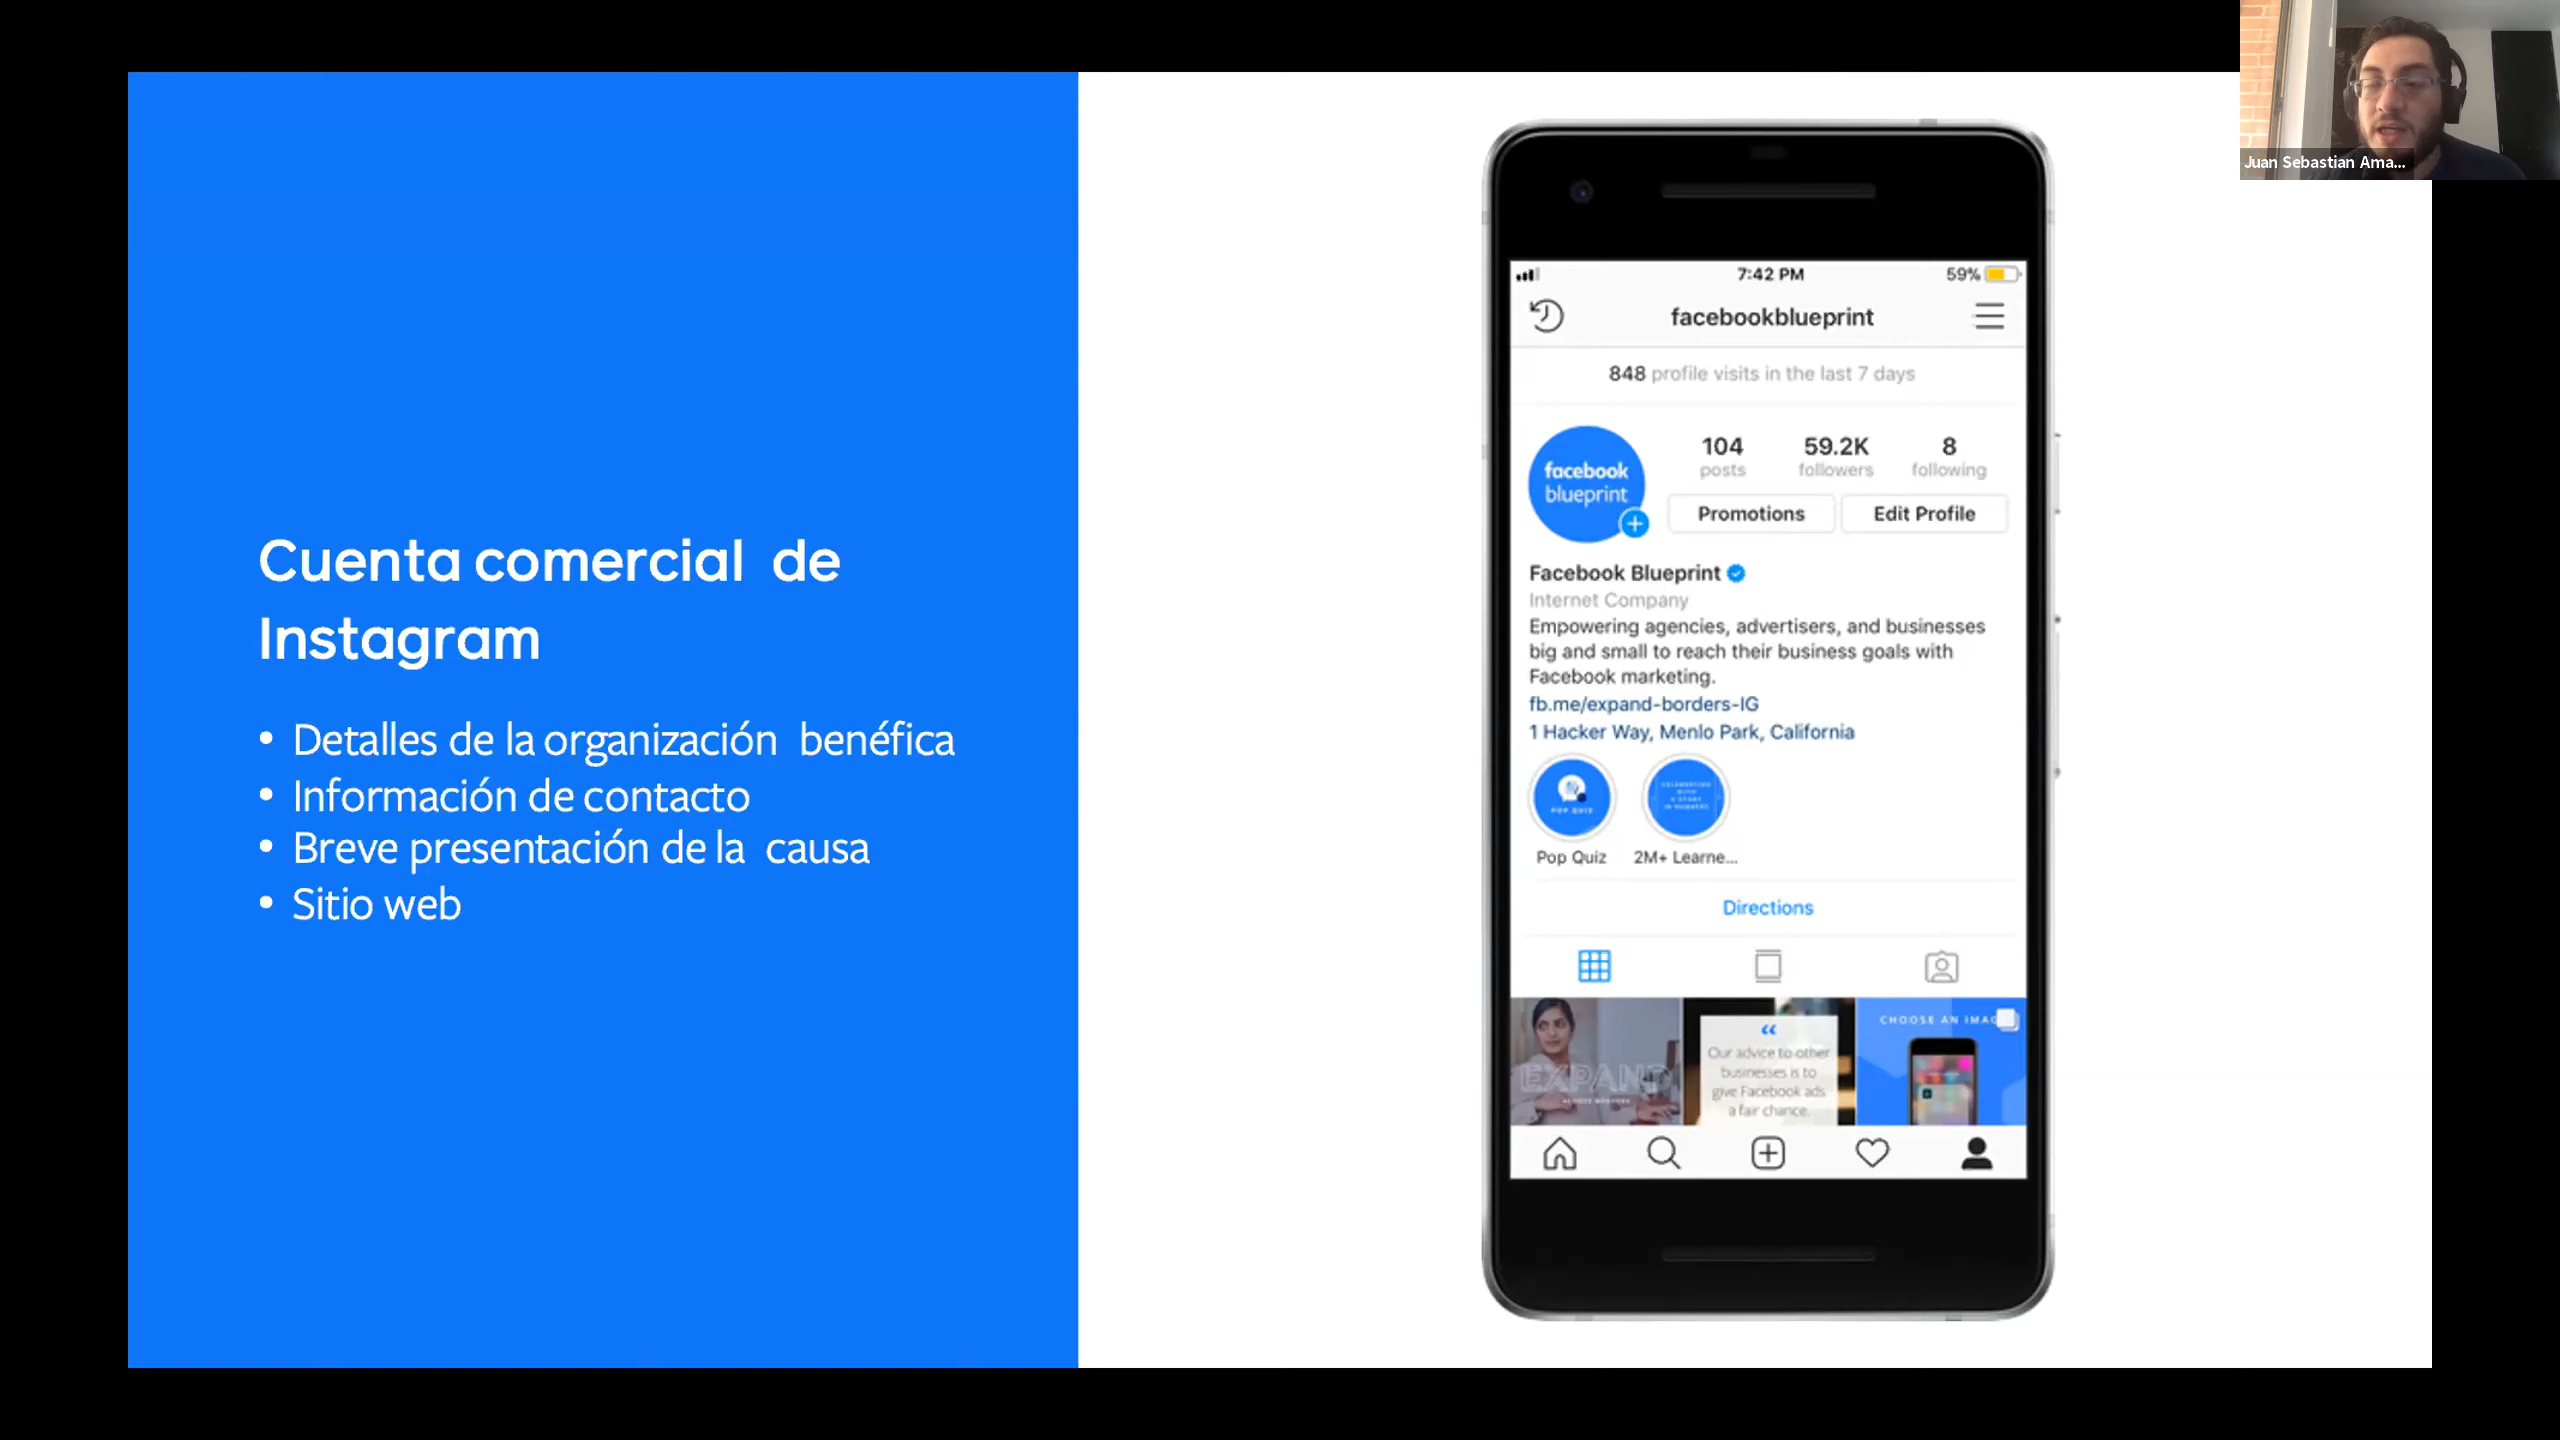 Juan Sebastian Ama...
Cuenta comercial de
Instagram
• Detalles de la organización benéfica
• Información de contacto
• Breve presentación de la causa
• Sitio web
7:42 PM
59%
facebookblueprint
848 profile visits in the last 7 days
facebook
blueprint
104
posts
59.2K
followers
8
following
Promotions
Edit Profile
Facebook Blueprint
Internet Company
Empowering agencies, advertisers, and businesses
big and small to reach their business goals with
Facebook marketing.
fb.me/expand-borders-IG
1 Hacker Way, Menlo Park, California
POP QUIZ
Pop Quiz
2M+ Learne...
Directions
EXPAND
“
Our advice to other
businesses is to
give Facebook ads
a fair chance.
CHOOSE AN IMAG